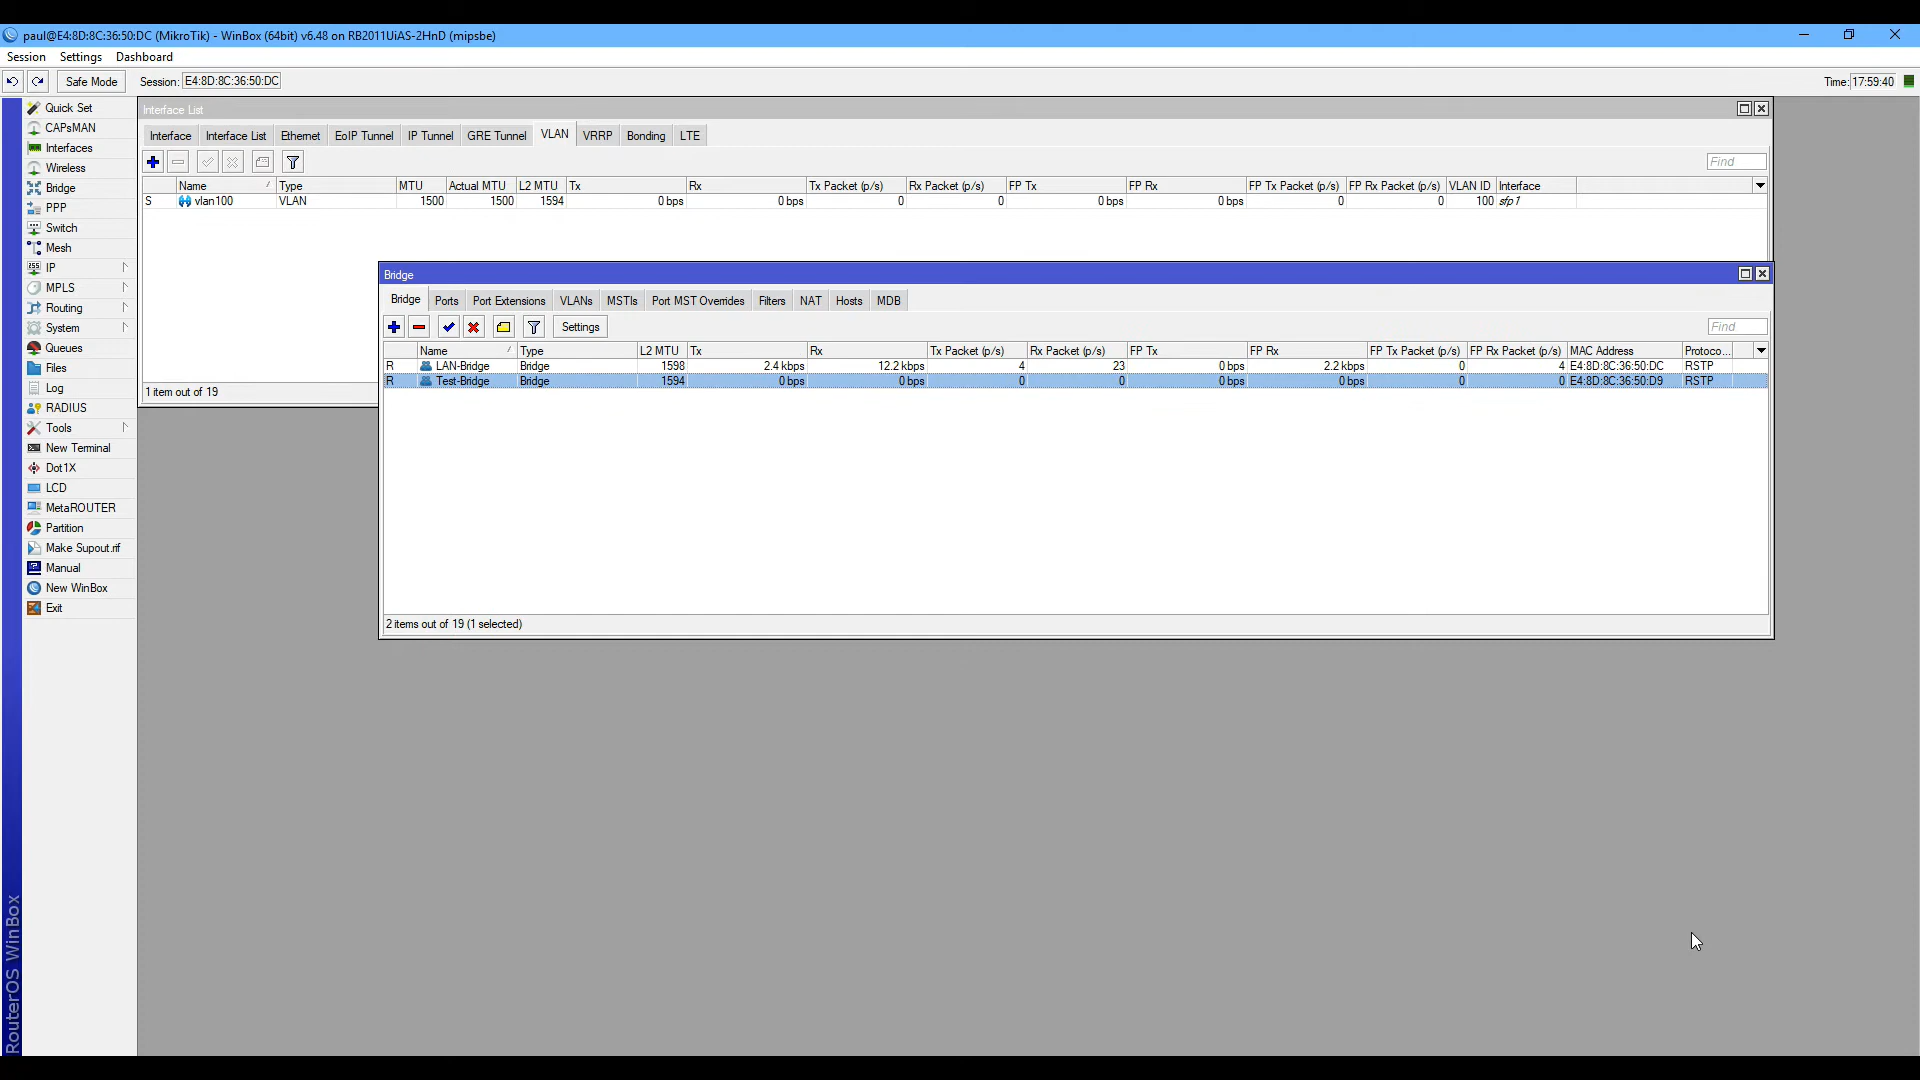 paul@E4:8D:8C:36:50:DC (MikroTik) - WinBox (64bit) v6.48 on RB2011UiAS-2HnD (mipsbe)
Session Settings Dashboard
Safe Mode Session: E4:8D:8C:36:50:DC Time: 17:59:40
Quick Set
CAPsMAN
Interfaces
Wireless
Bridge
PPP
Switch
Mesh
IP
MPLS
Routing
System
Queues
Files
Log
RADIUS
Tools
New Terminal
Dot1X
LCD
MetaROUTER
Partition
Make Supout.rif
Manual
New WinBox
Exit
RouterOS WinBox
Interface List
Interface Interface List Ethernet EoIP Tunnel IP Tunnel GRE Tunnel VLAN VRRP Bonding LTE
Find
Name Type MTU Actual MTU L2 MTU Tx Rx Tx Packet (p/s) Rx Packet (p/s) FP Tx FP Rx FP Tx Packet (p/s) FP Rx Packet (p/s) VLAN ID Interface
S vlan100 VLAN 1500 1500 1594 0 bps 0 bps 0 0 0 bps 0 bps 0 0 100 sfp1
1 item out of 19
Bridge
Bridge Ports Port Extensions VLANs MSTIs Port MST Overrides Filters NAT Hosts MDB
Settings Find
Name Type L2 MTU Tx Rx Tx Packet (p/s) Rx Packet (p/s) FP Tx FP Rx FP Tx Packet (p/s) FP Rx Packet (p/s) MAC Address Protoco...
R LAN-Bridge Bridge 1598 2.4 kbps 12.2 kbps 4 23 0 bps 2.2 kbps 0 4 E4:8D:8C:36:50:DC RSTP
R Test-Bridge Bridge 1594 0 bps 0 bps 0 0 0 bps 0 bps 0 0 E4:8D:8C:36:50:D9 RSTP
2 items out of 19 (1 selected)